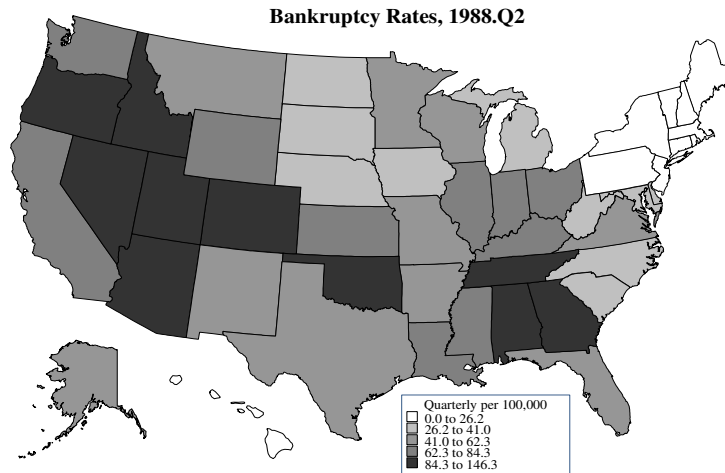 Bankruptcy Rates, 1988.Q2
Quarterly per 100,000
0.0 to 26.2
26.2 to 41.0
41.0 to 62.3
62.3 to 84.3
84.3 to 146.3